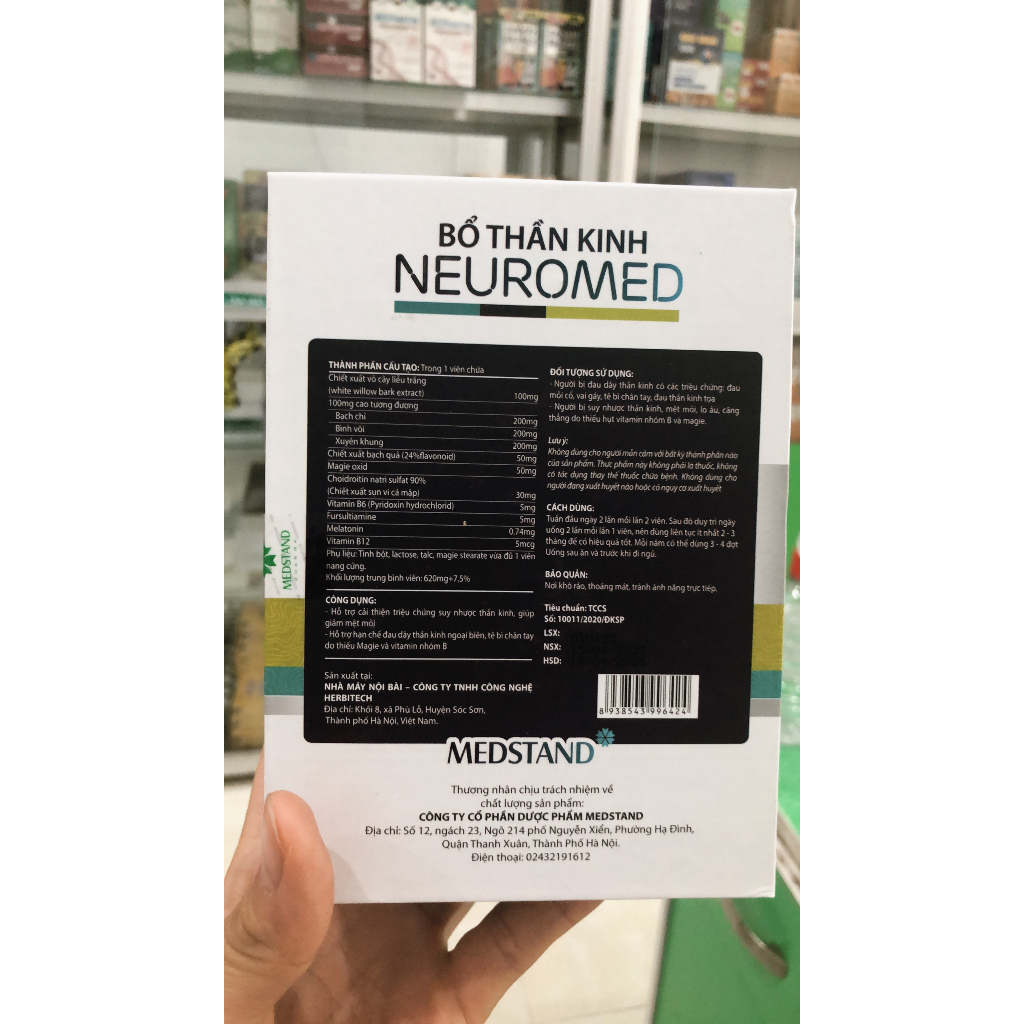 BỔ THẦN KINH
NEUROMED
THÀNH PHẦN CẤU TẠO: Trong 1 viên chứa
Chiết xuất vỏ cây liễu trắng
(white willow bark extract) 100mg
100mg cao tương đương
Bạch chỉ 200mg
Bình vôi 200mg
Xuyên khung 200mg
Chiết xuất bạch quả (24%flavonoid) 50mg
Magie oxid 50mg
Choidroitin natri sulfat 90%
(Chiết xuất sụn vi cá mập) 30mg
Vitamin B6 (Pyridoxin hydrochlorid) 5mg
Fursultiamine 5mg
Melatonin 0.74mg
Vitamin B12 5mcg
Phụ liệu: Tinh bột, lactose, talc, magie stearate vừa đủ 1 viên
nang cứng.
Khối lượng trung bình viên: 620mg+7.5%
CÔNG DỤNG:
- Hỗ trợ cải thiện triệu chứng suy nhược thần kinh, giúp
giảm mệt mỏi
- Hỗ trợ hạn chế đau dây thần kinh ngoại biên, tê bì chân tay
do thiếu Magie và vitamin nhóm B
Sản xuất tại:
NHÀ MÁY NỘI BÀI – CÔNG TY TNHH CÔNG NGHỆ
HERBITECH
Địa chỉ: Khối 8, xã Phù Lỗ, Huyện Sóc Sơn,
Thành phố Hà Nội, Việt Nam.
ĐỐI TƯỢNG SỬ DỤNG:
- Người bị đau dây thần kinh có các triệu chứng: đau
mỏi cổ, vai gáy, tê bì chân tay, đau thần kinh tọa
- Người bị suy nhược thần kinh, mệt mỏi, lo âu, căng
thẳng do thiếu hụt vitamin nhóm B và magie.
Lưu ý:
Không dùng cho người mẫn cảm với bất kỳ thành phần nào
của sản phẩm. Thực phẩm này không phải là thuốc, không
có tác dụng thay thế thuốc chữa bệnh. Không dùng cho
người đang xuất huyết não hoặc có nguy cơ xuất huyết
CÁCH DÙNG:
Tuần đầu ngày 2 lần mỗi lần 2 viên. Sau đó duy trì ngày
uống 2 lần mỗi lần 1 viên, nên dùng liên tục ít nhất 2 - 3
tháng để có hiệu quả tốt. Mỗi năm có thể dùng 3 - 4 đợt
Uống sau ăn và trước khi đi ngủ.
BẢO QUẢN:
Nơi khô ráo, thoáng mát, tránh ánh nắng trực tiếp.
Tiêu chuẩn: TCCS
Số: 10011/2020/ĐKSP
LSX:
NSX:
HSD:
8 938543 996424
MEDSTAND
MEDSTAND
Thương nhân chịu trách nhiệm về
chất lượng sản phẩm:
CÔNG TY CỔ PHẦN DƯỢC PHẨM MEDSTAND
Địa chỉ: Số 12, ngách 23, Ngõ 214 phố Nguyễn Xiển, Phường Hạ Đình,
Quận Thanh Xuân, Thành Phố Hà Nội.
Điện thoại: 02432191612